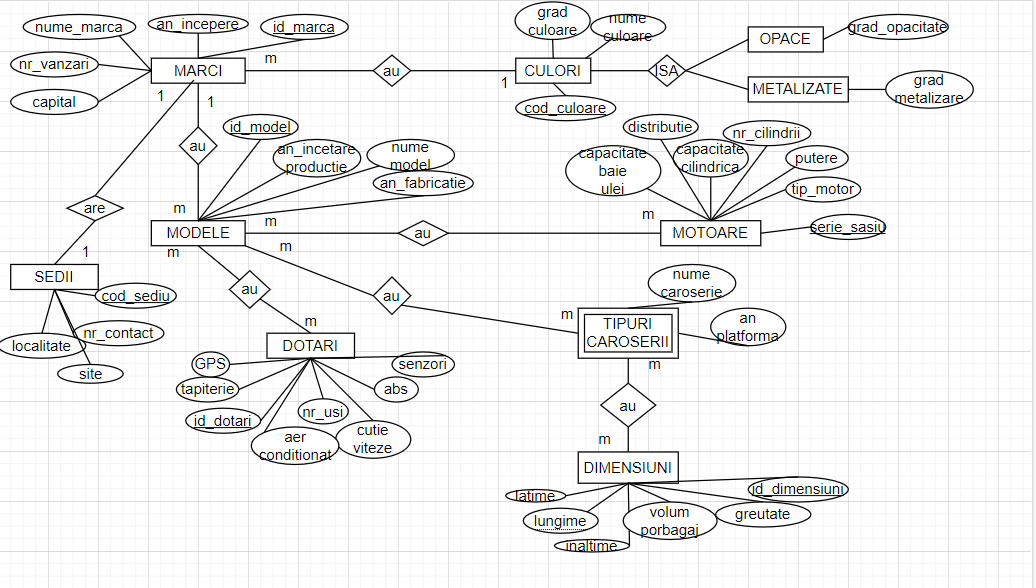 grad
culoare
nume
culoare
nume_marca
an_incepere
id_marca
OPACE
grad_opacitate
nr_vanzari
MARCI
m
au
1
CULORI
ISA
METALIZATE
grad
metalizare
capital
1
1
cod_culoare
au
id_model
an_incetare
productie
nume
model
an_fabricatie
distributie
nr_cilindrii
capacitate
baie
ulei
capacitate
cilindrica
putere
tip_motor
are
m
MODELE
m
au
m
MOTOARE
serie_sasiu
1
m
m
SEDII
cod_sediu
au
au
nume
caroserie
m
m
TIPURI
CAROSERII
an
platforma
localitate
nr_contact
site
DOTARI
GPS
senzori
tapiterie
abs
id_dotari
nr_usi
aer
conditionat
cutie
viteze
m
au
m
DIMENSIUNI
latime
id_dimensiuni
lungime
volum
porbagaj
greutate
inaltime